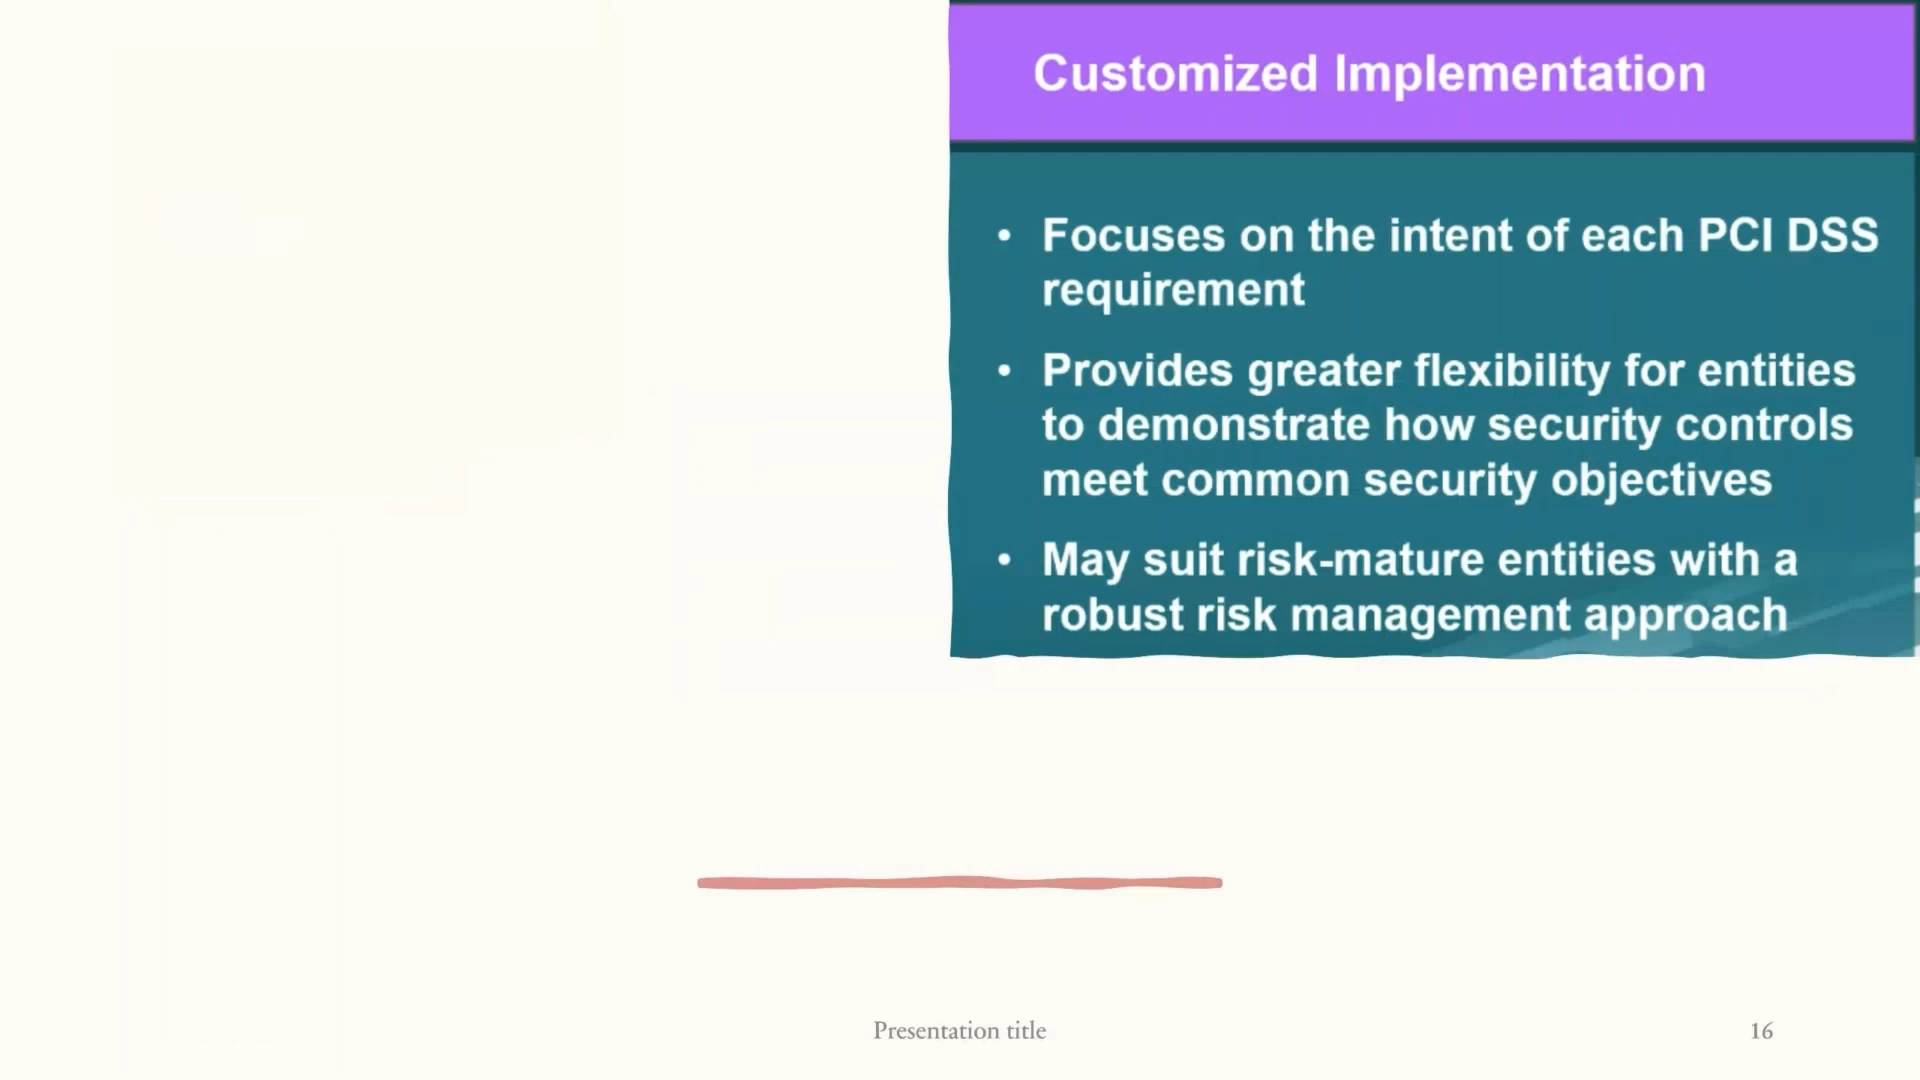 Customized Implementation
• Focuses on the intent of each PCI DSS
requirement
• Provides greater flexibility for entities
to demonstrate how security controls
meet common security objectives
• May suit risk-mature entities with a
robust risk management approach
Presentation title
16